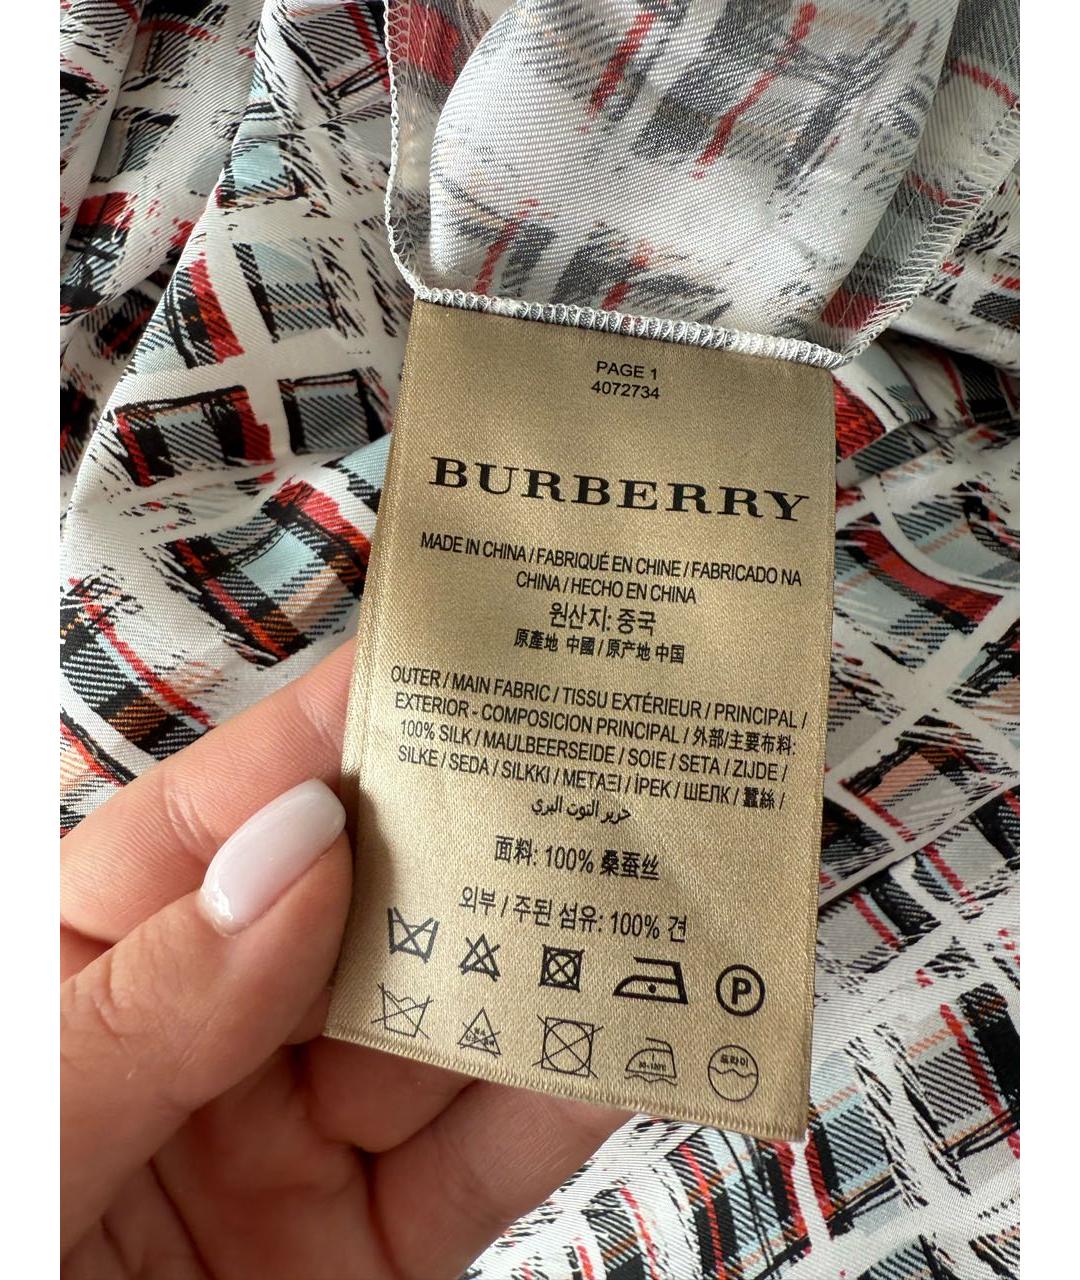 PAGE 1
4072734
BURBERRY
MADE IN CHINA / FABRIQUÉ EN CHINE / FABRICADO NA
CHINA / HECHO EN CHINA
원산지: 중국
原產地 中國 / 原产地 中国
OUTER / MAIN FABRIC / TISSU EXTÉRIEUR / PRINCIPAL /
EXTERIOR - COMPOSICION PRINCIPAL / 外部/主要布料:
100% SILK / MAULBEERSEIDE / SOIE / SETA / ZIJDE /
SILKE / SEDA / SILKKI / ΜΕΤΑΞΙ / İPEK / ШЕЛК / 蠶絲 /
حرير التوت البري
面料: 100% 桑蚕丝
외부 / 주된 섬유: 100% 견
P
드라이